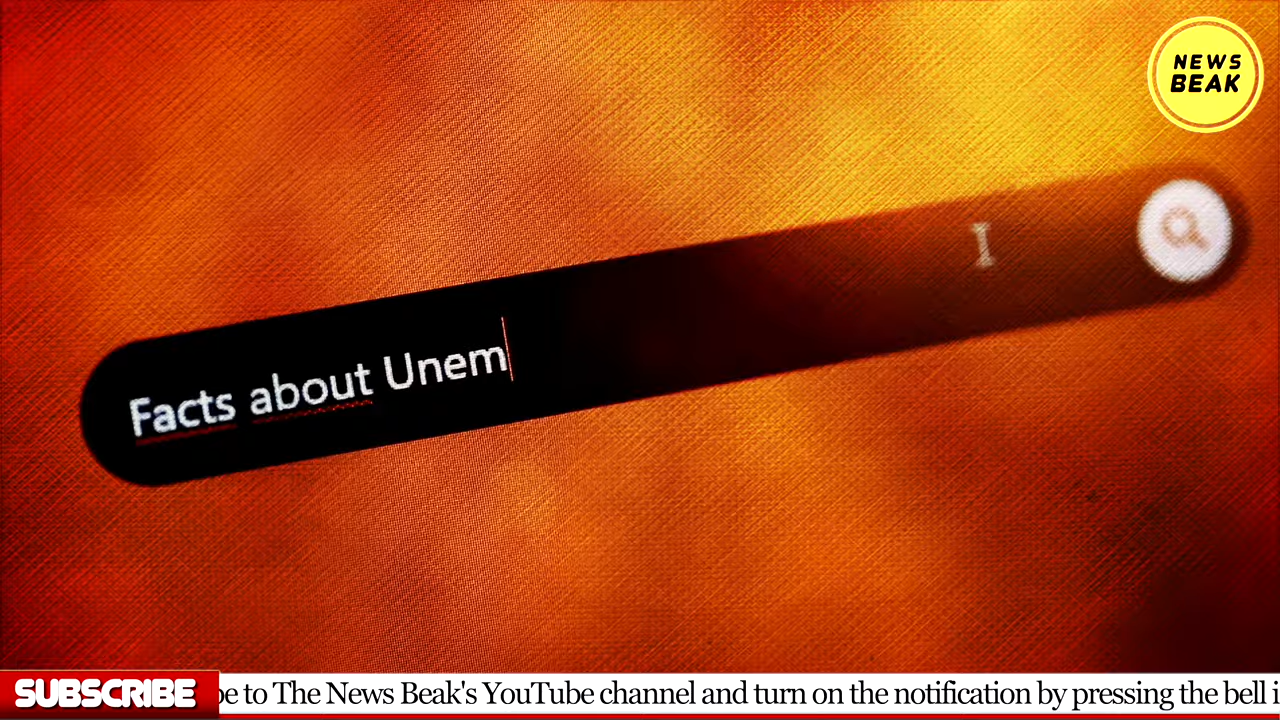 NEWS
BEAK
Facts about Unem
SUBSCRIBE
to The News Beak's YouTube channel and turn on the notification by pressing the bell